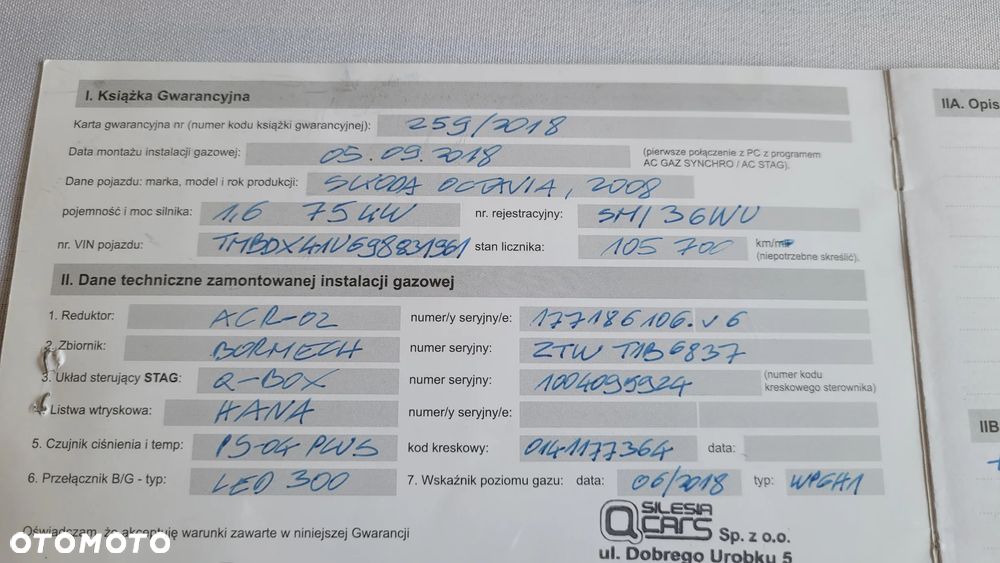 I. Książka Gwarancyjna
IIA. Opis
Karta gwarancyjna nr (numer kodu książki gwarancyjnej): 259/2018
Data montażu instalacji gazowej: 05.09.2018 (pierwsze połączenie z PC z programem
AC GAZ SYNCHRO / AC STAG).
Dane pojazdu: marka, model i rok produkcji: SKODA OCTAVIA, 2008
pojemność i moc silnika: 1,6 75 kW nr. rejestracyjny: SMI 36WU
nr. VIN pojazdu: TMBDX41U698831961 stan licznika: 105 700 km/
(niepotrzebne skreślić).
II. Dane techniczne zamontowanej instalacji gazowej
1. Reduktor: ACR-02 numer/y seryjny/e: 177186106.v6
2. Zbiornik: BORMECH numer seryjny: ZTW T1B6837
3. Układ sterujący STAG: Q-BOX numer seryjny: 1004095924 (numer kodu
kreskowego sterownika)
4. Listwa wtryskowa: HANA numer/y seryjny/e:
5. Czujnik ciśnienia i temp: PS-04 PLUS kod kreskowy: 0141177364 data:
6. Przełącznik B/G - typ: LED 300 7. Wskaźnik poziomu gazu: data: 06/2018 typ: WPGH1
IIB
SILESIA
CARS Sp. z o.o.
ul. Dobrego Urobku 5
Oświadczam, że akceptuję warunki zawarte w niniejszej Gwarancji
OTOMOTO